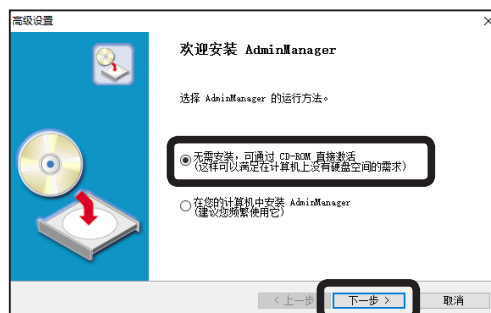 高级设置
欢迎安装 AdminManager
选择 AdminManager 的运行方法。
无需安装，可通过 CD-ROM 直接激活
(这样可以满足在计算机上没有硬盘空间的需求)
在您的计算机中安装 AdminManager
(建议您频繁使用它)
< 上一步
下一步 >
取消